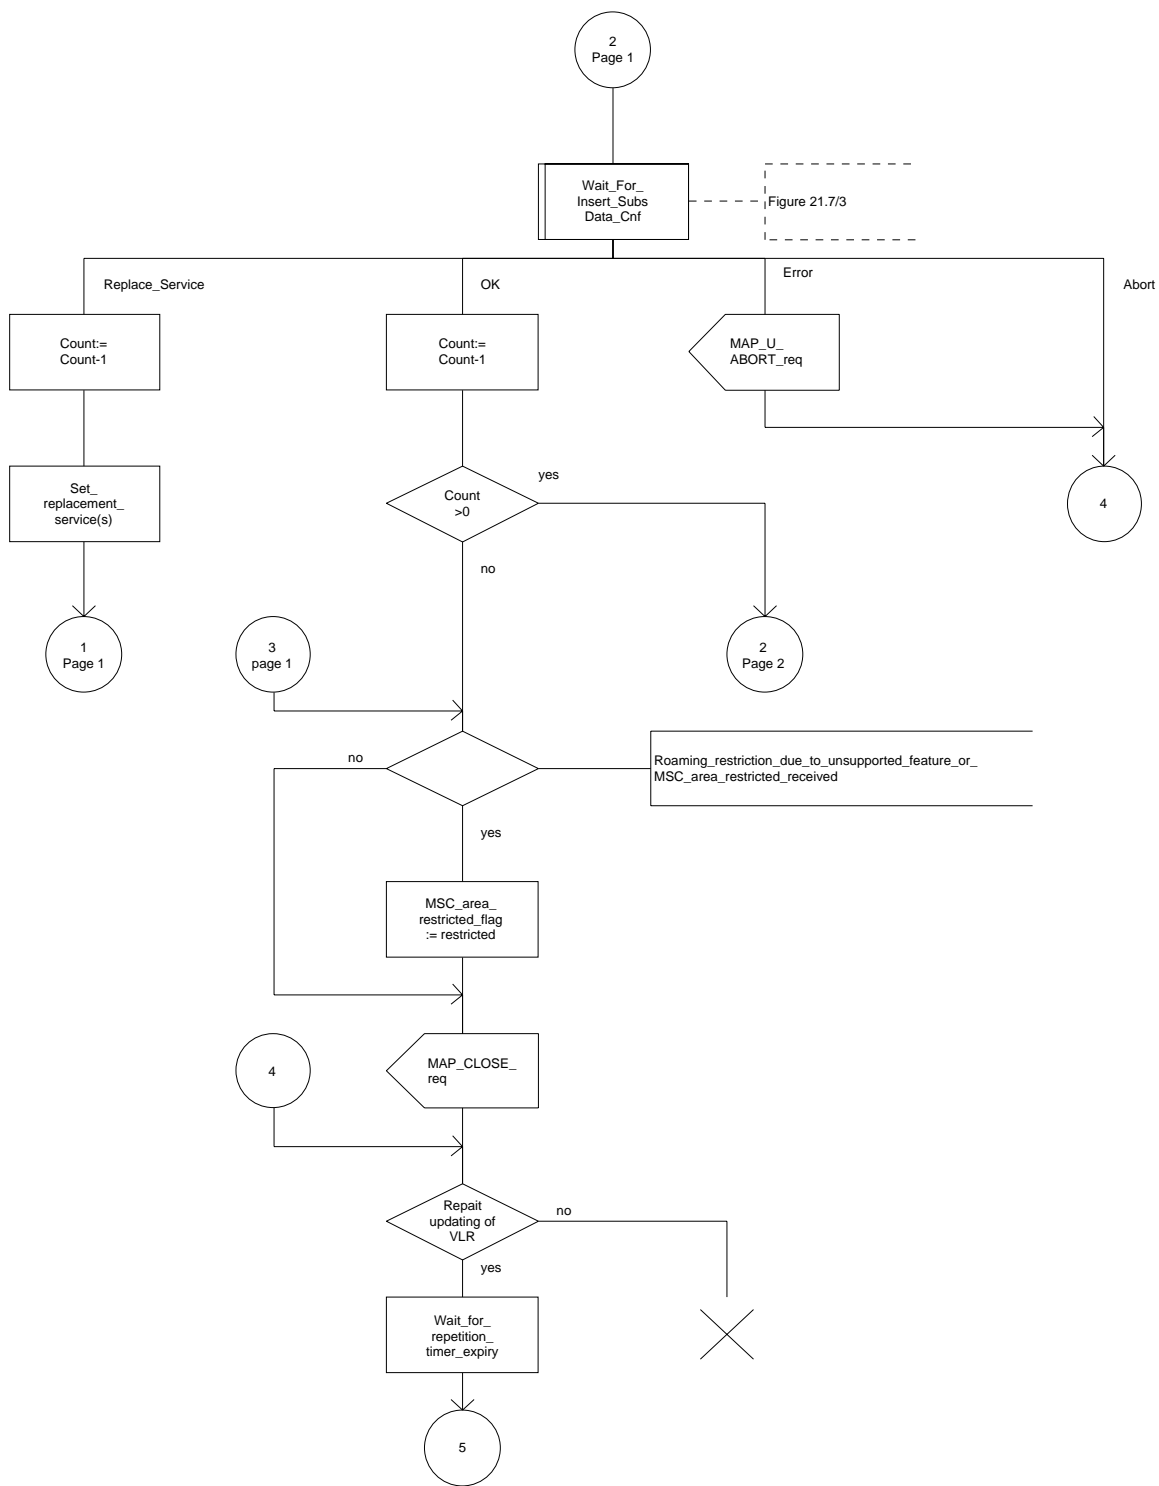 2
Page 1
Wait_For_
Insert_Subs
Data_Cnf
Figure 21.7/3
Replace_Service
OK
Error
Abort
Count:=
Count-1
Count:=
Count-1
MAP_U_
ABORT_req
Set_
replacement_
service(s)
Count
>0
yes
4
no
1
Page 1
3
page 1
2
Page 2
no
Roaming_restriction_due_to_unsupported_feature_or_
MSC_area_restricted_received
yes
MSC_area_
restricted_flag
:= restricted
4
MAP_CLOSE_
req
Repait
updating of
VLR
no
yes
Wait_for_
repetition_
timer_expiry
5